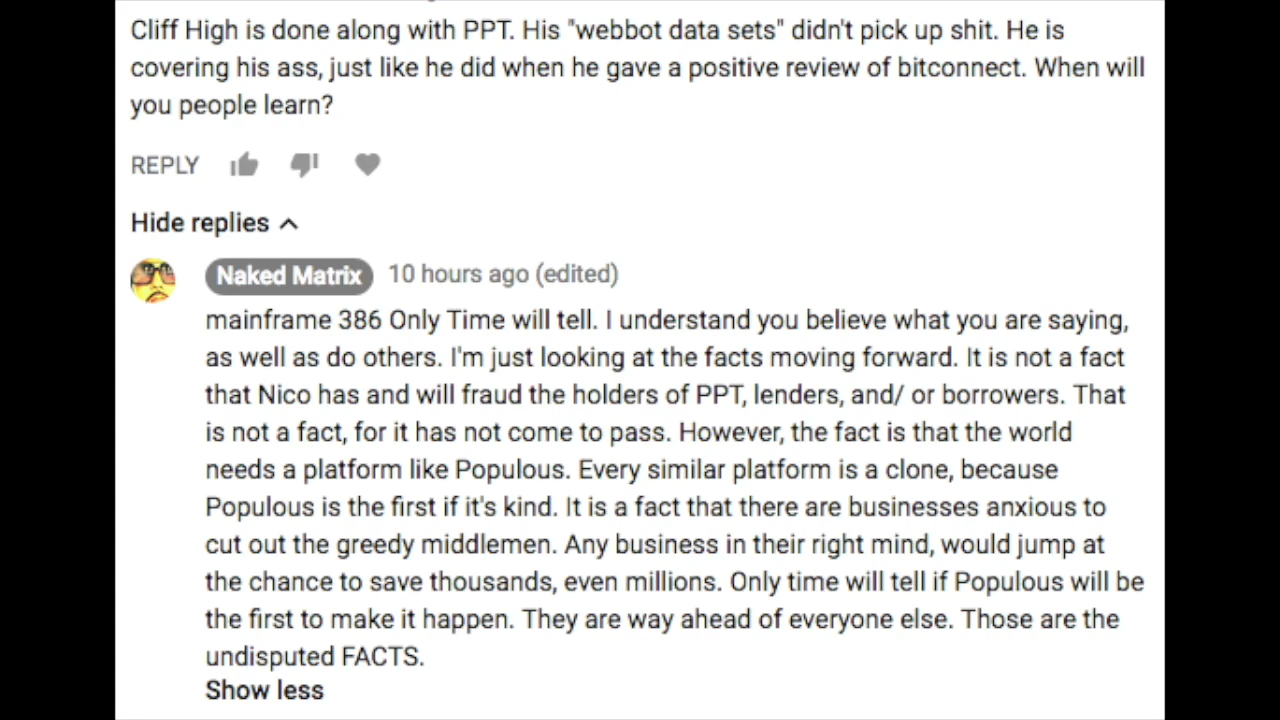 Cliff High is done along with PPT. His "webbot data sets" didn't pick up shit. He is
covering his ass, just like he did when he gave a positive review of bitconnect. When will
you people learn?
REPLY
Hide replies
Naked Matrix 10 hours ago (edited)
mainframe 386 Only Time will tell. I understand you believe what you are saying,
as well as do others. I'm just looking at the facts moving forward. It is not a fact
that Nico has and will fraud the holders of PPT, lenders, and/ or borrowers. That
is not a fact, for it has not come to pass. However, the fact is that the world
needs a platform like Populous. Every similar platform is a clone, because
Populous is the first if it's kind. It is a fact that there are businesses anxious to
cut out the greedy middlemen. Any business in their right mind, would jump at
the chance to save thousands, even millions. Only time will tell if Populous will be
the first to make it happen. They are way ahead of everyone else. Those are the
undisputed FACTS.
Show less